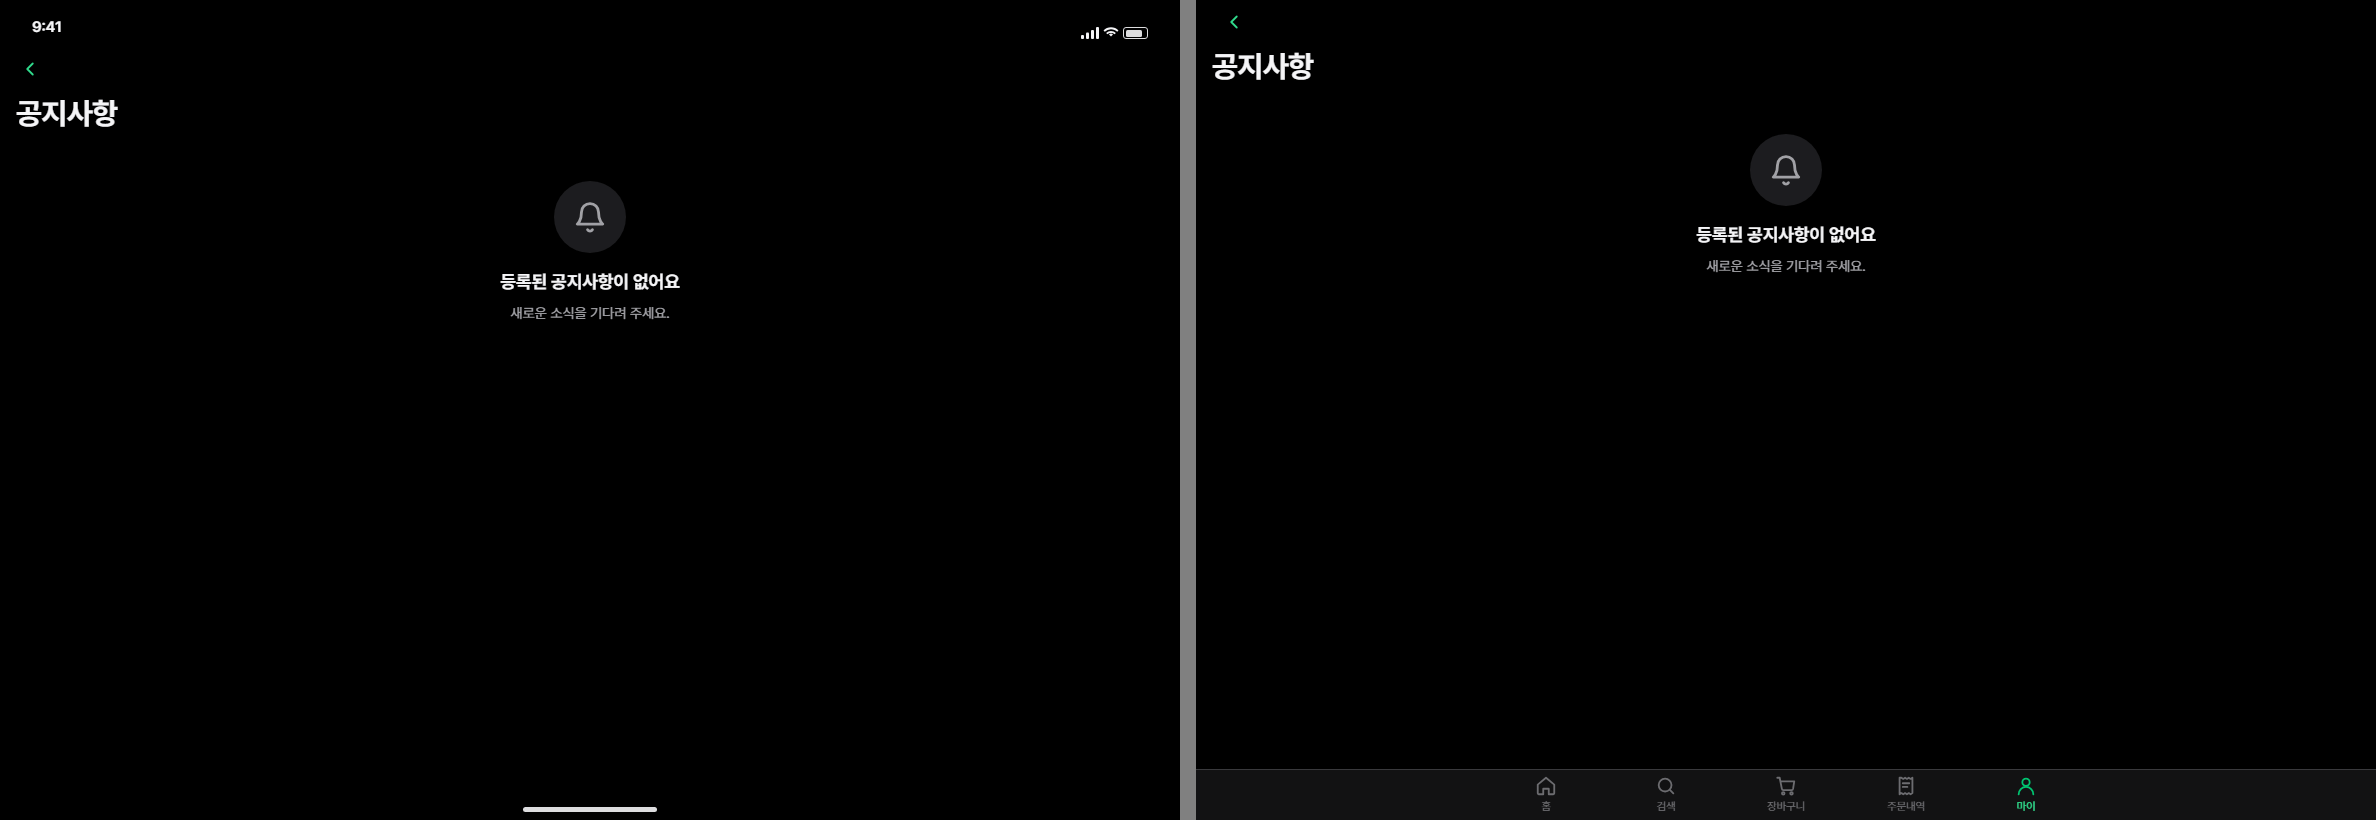 9:41
공지사항
등록된 공지사항이 없어요
새로운 소식을 기다려 주세요.
공지사항
등록된 공지사항이 없어요
새로운 소식을 기다려 주세요.
홈
검색
장바구니
주문내역
마이